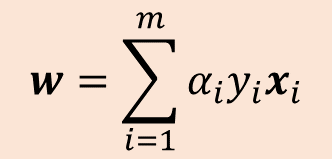 w = ∑_{i=1}^{m} α_i y_i x_i